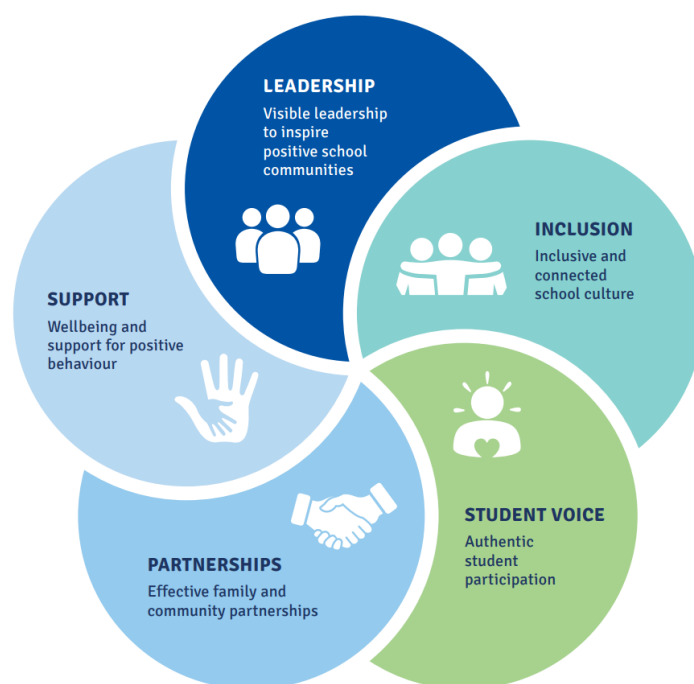 LEADERSHIP
Visible leadership
to inspire
positive school
communities
INCLUSION
Inclusive and
connected
school culture
STUDENT VOICE
Authentic
student
participation
PARTNERSHIPS
Effective family and
community partnerships
SUPPORT
Wellbeing and
support for positive
behaviour